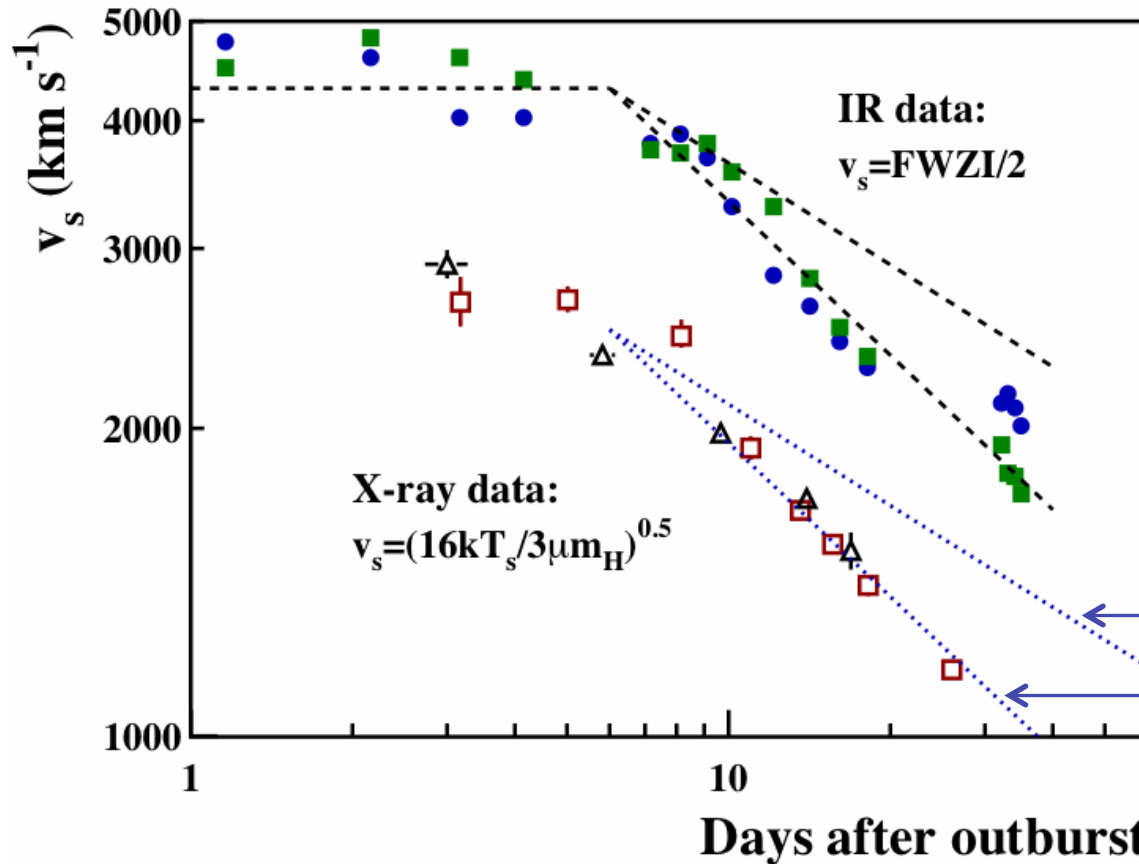 5000
4000
3000
2000
1000
v_s (km s^-1)
IR data:
v_s=FWZI/2
X-ray data:
v_s=(16kT_s/3μm_H)^0.5
1
10
Days after outburst